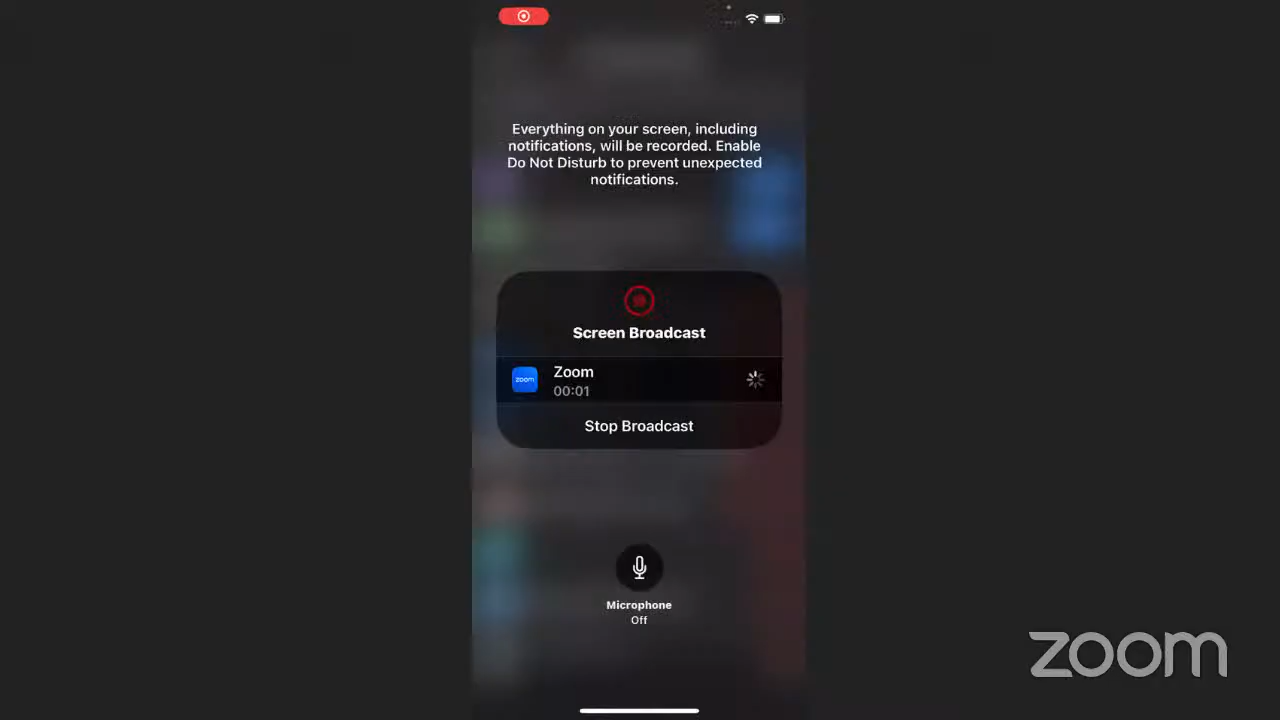 Everything on your screen, including
notifications, will be recorded. Enable
Do Not Disturb to prevent unexpected
notifications.
Screen Broadcast
zoom
Zoom
00:01
Stop Broadcast
Microphone
Off
zoom